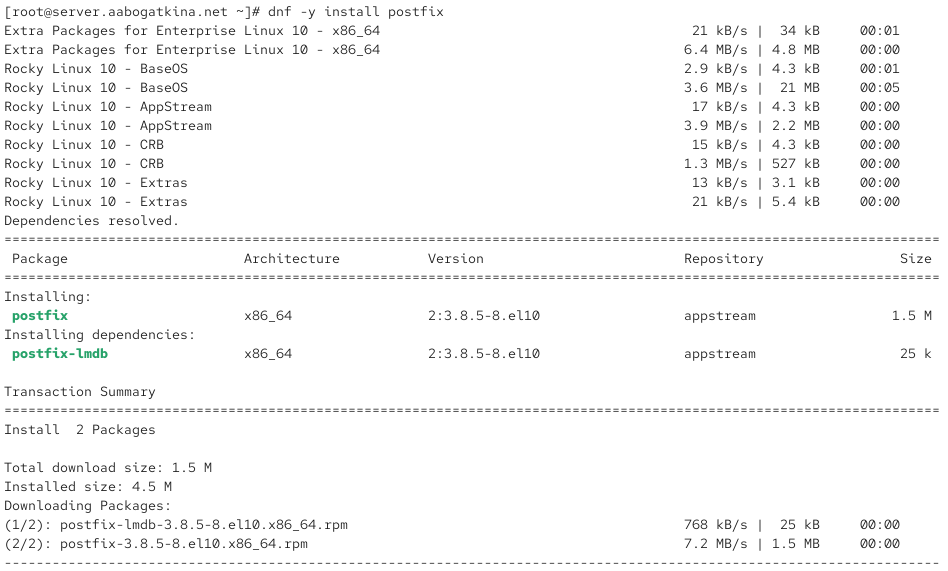 [root@server.aabogatkina.net ~]# dnf -y install postfix
Extra Packages for Enterprise Linux 10 - x86_64                                       21 kB/s |  34 kB     00:01
Extra Packages for Enterprise Linux 10 - x86_64                                      6.4 MB/s | 4.8 MB     00:00
Rocky Linux 10 - BaseOS                                                              2.9 kB/s | 4.3 kB     00:01
Rocky Linux 10 - BaseOS                                                              3.6 MB/s |  21 MB     00:05
Rocky Linux 10 - AppStream                                                            17 kB/s | 4.3 kB     00:00
Rocky Linux 10 - AppStream                                                           3.9 MB/s | 2.2 MB     00:00
Rocky Linux 10 - CRB                                                                  15 kB/s | 4.3 kB     00:00
Rocky Linux 10 - CRB                                                                 1.3 MB/s | 527 kB     00:00
Rocky Linux 10 - Extras                                                               13 kB/s | 3.1 kB     00:00
Rocky Linux 10 - Extras                                                               21 kB/s | 5.4 kB     00:00
Dependencies resolved.
=====================================================================================================================
 Package                      Architecture           Version                         Repository                 Size
=====================================================================================================================
Installing:
 postfix                      x86_64                 2:3.8.5-8.el10                  appstream                 1.5 M
Installing dependencies:
 postfix-lmdb                 x86_64                 2:3.8.5-8.el10                  appstream                  25 k

Transaction Summary
=====================================================================================================================
Install  2 Packages

Total download size: 1.5 M
Installed size: 4.5 M
Downloading Packages:
(1/2): postfix-lmdb-3.8.5-8.el10.x86_64.rpm                                          768 kB/s |  25 kB     00:00
(2/2): postfix-3.8.5-8.el10.x86_64.rpm                                               7.2 MB/s | 1.5 MB     00:00
---------------------------------------------------------------------------------------------------------------------